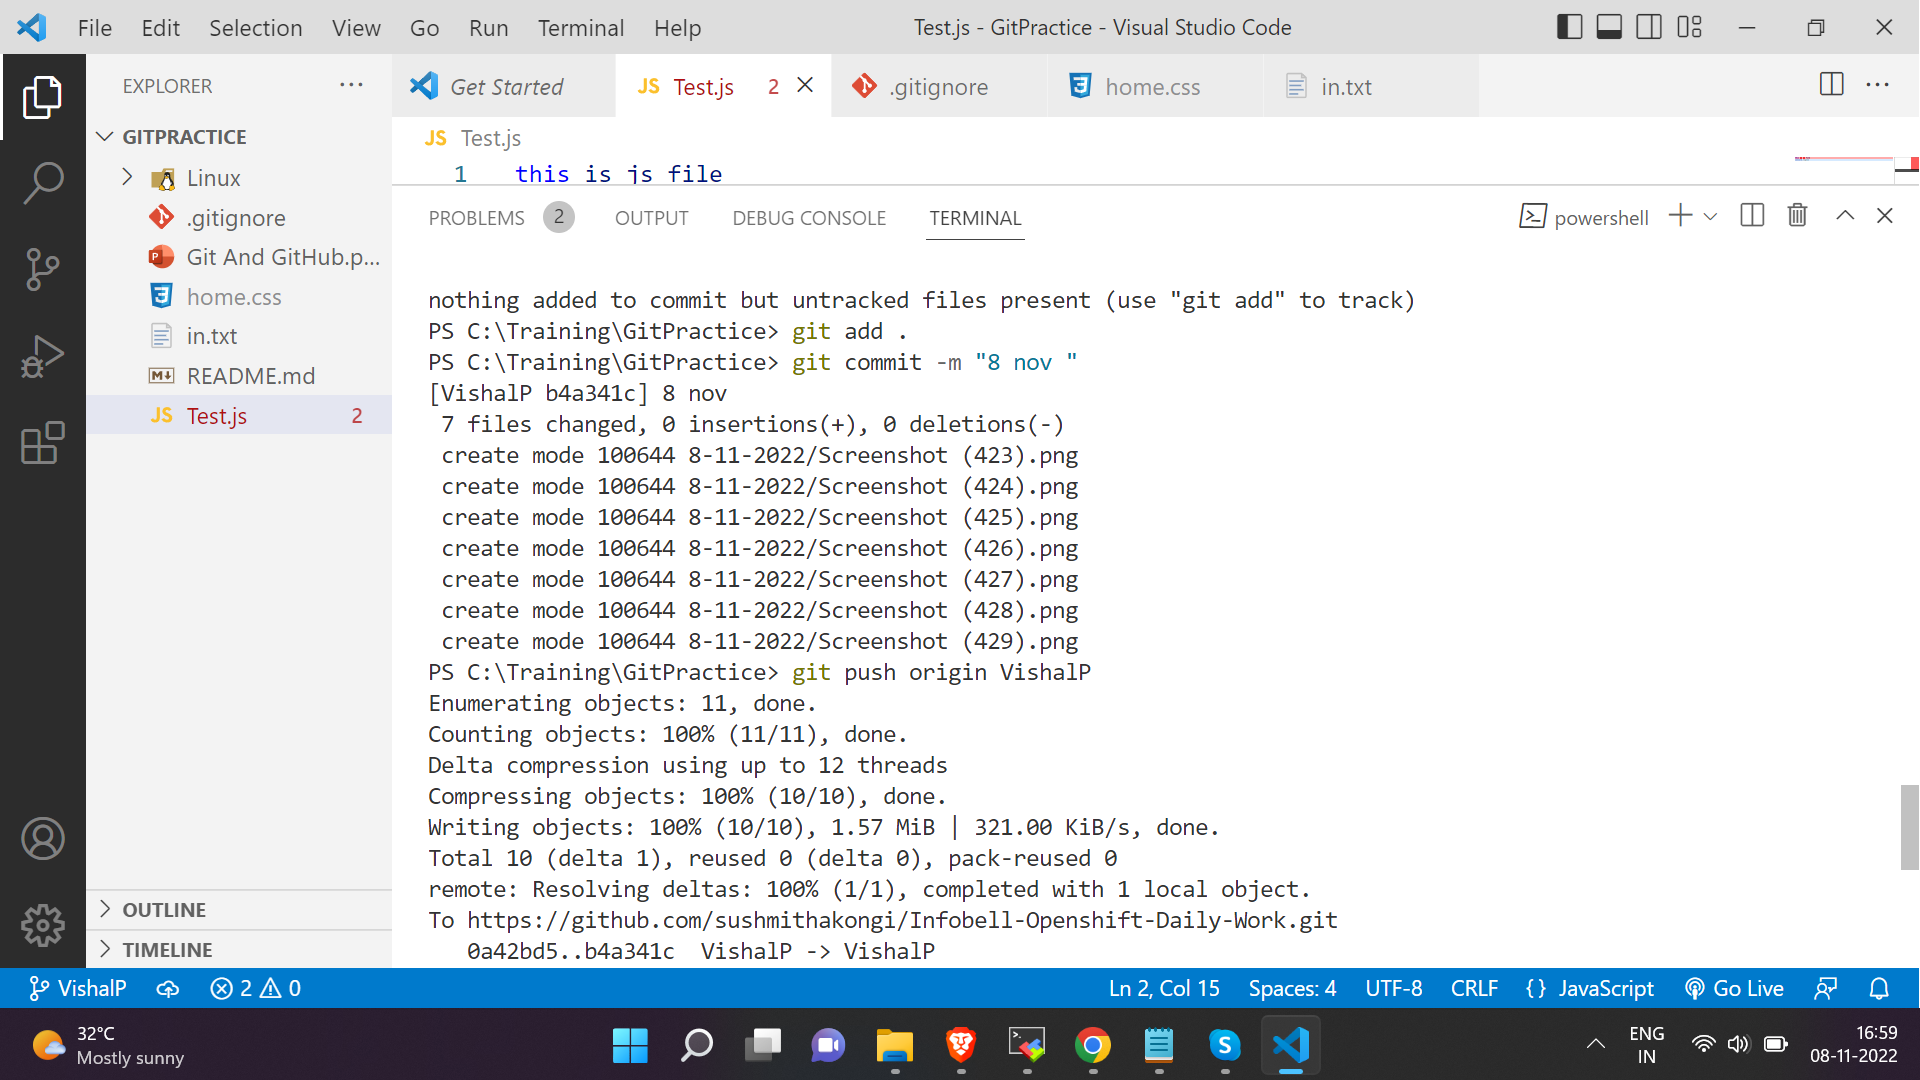 File Edit Selection View Go Run Terminal Help
Test.js - GitPractice - Visual Studio Code
EXPLORER
GITPRACTICE
Linux
.gitignore
Git And GitHub.p...
home.css
in.txt
README.md
JS Test.js 2
OUTLINE
TIMELINE
Get Started
JS Test.js 2
.gitignore
home.css
in.txt
JS Test.js
1 this is js file
PROBLEMS 2 OUTPUT DEBUG CONSOLE TERMINAL
powershell
nothing added to commit but untracked files present (use "git add" to track)
PS C:\Training\GitPractice> git add .
PS C:\Training\GitPractice> git commit -m "8 nov "
[VishalP b4a341c] 8 nov
7 files changed, 0 insertions(+), 0 deletions(-)
create mode 100644 8-11-2022/Screenshot (423).png
create mode 100644 8-11-2022/Screenshot (424).png
create mode 100644 8-11-2022/Screenshot (425).png
create mode 100644 8-11-2022/Screenshot (426).png
create mode 100644 8-11-2022/Screenshot (427).png
create mode 100644 8-11-2022/Screenshot (428).png
create mode 100644 8-11-2022/Screenshot (429).png
PS C:\Training\GitPractice> git push origin VishalP
Enumerating objects: 11, done.
Counting objects: 100% (11/11), done.
Delta compression using up to 12 threads
Compressing objects: 100% (10/10), done.
Writing objects: 100% (10/10), 1.57 MiB | 321.00 KiB/s, done.
Total 10 (delta 1), reused 0 (delta 0), pack-reused 0
remote: Resolving deltas: 100% (1/1), completed with 1 local object.
To https://github.com/sushmithakongi/Infobell-Openshift-Daily-Work.git
0a42bd5..b4a341c VishalP -> VishalP
VishalP 2 0 Ln 2, Col 15 Spaces: 4 UTF-8 CRLF {} JavaScript Go Live
32°C
Mostly sunny
ENG
IN
16:59
08-11-2022